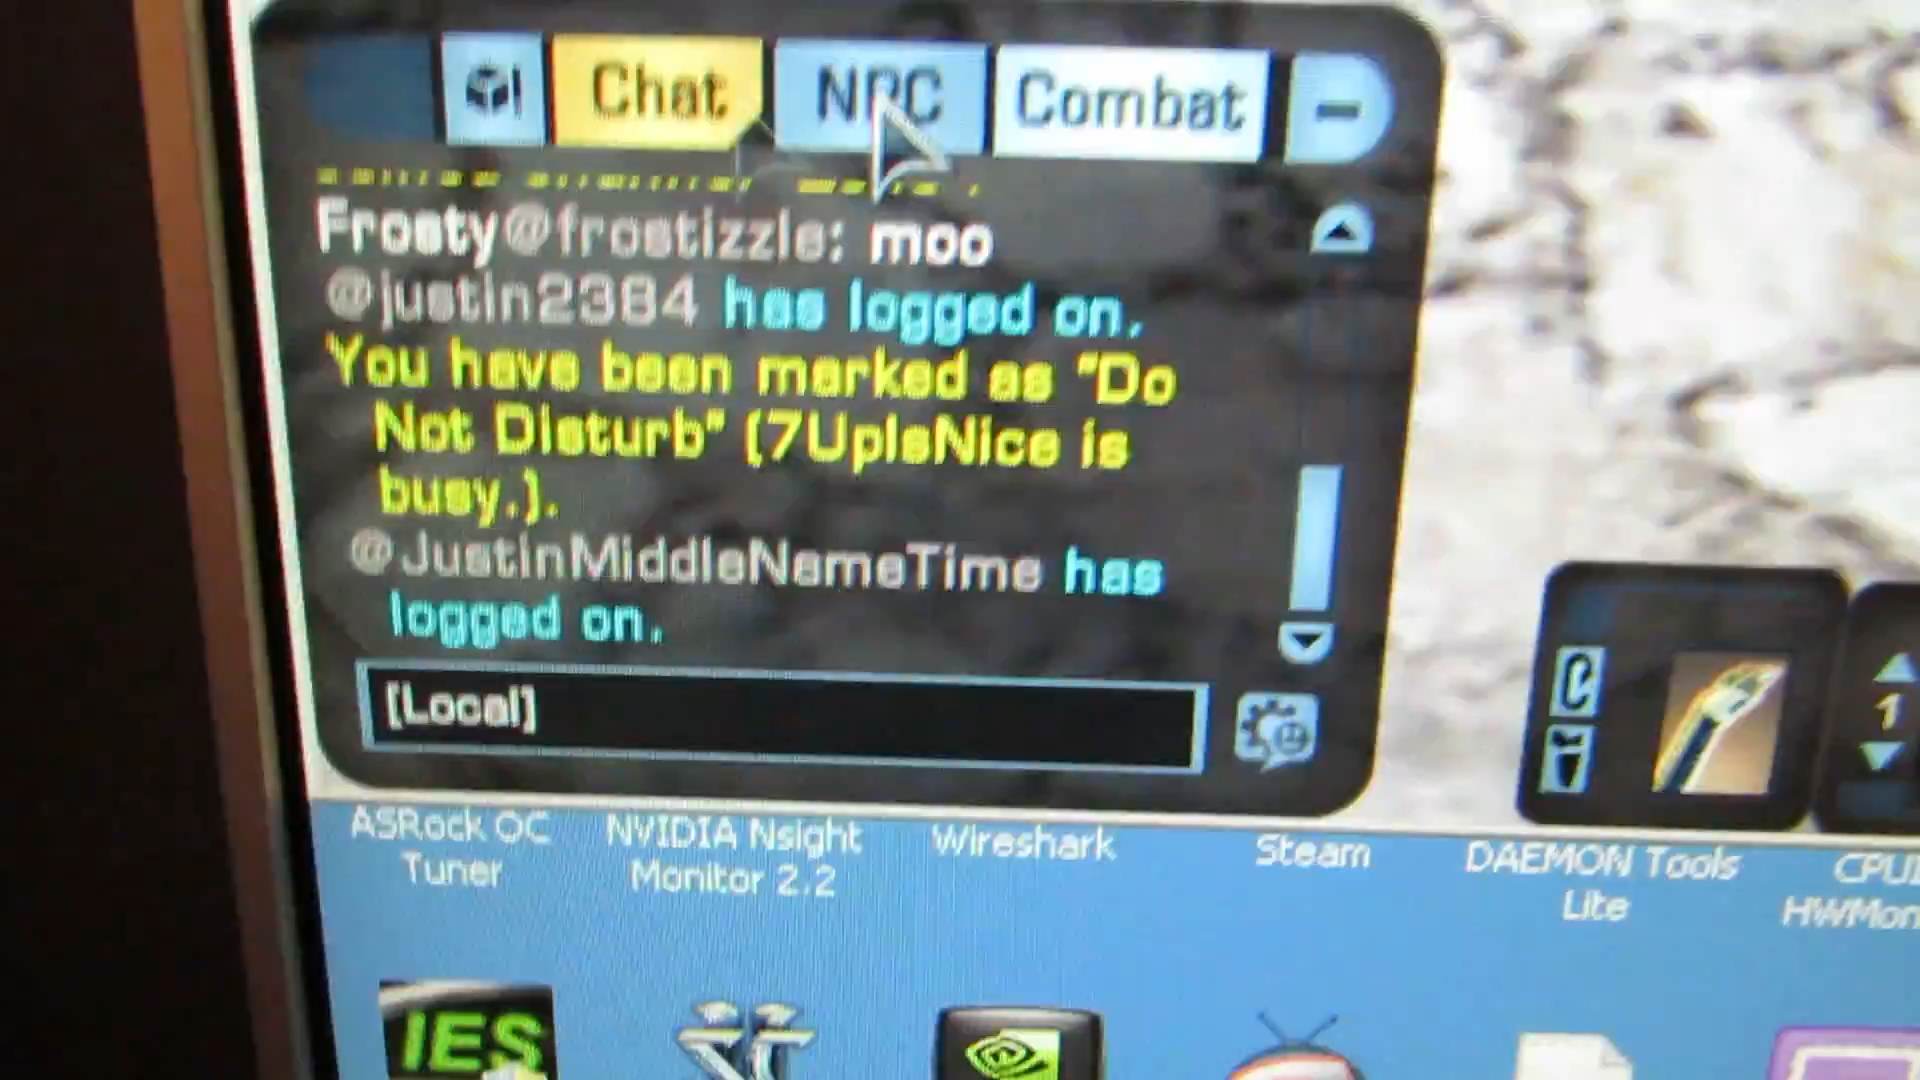 Chat NPC Combat
Frosty@frostizzle: moo
@justin2384 has logged on.
You have been marked as "Do
Not Disturb" (7UpIsNice is
busy.).
@JustinMiddleNameTime has
logged on.
[Local]
1
ASRock OC
Tuner
NVIDIA Nsight
Monitor 2.2
Wireshark
Steam
DAEMON Tools
Lite
IES